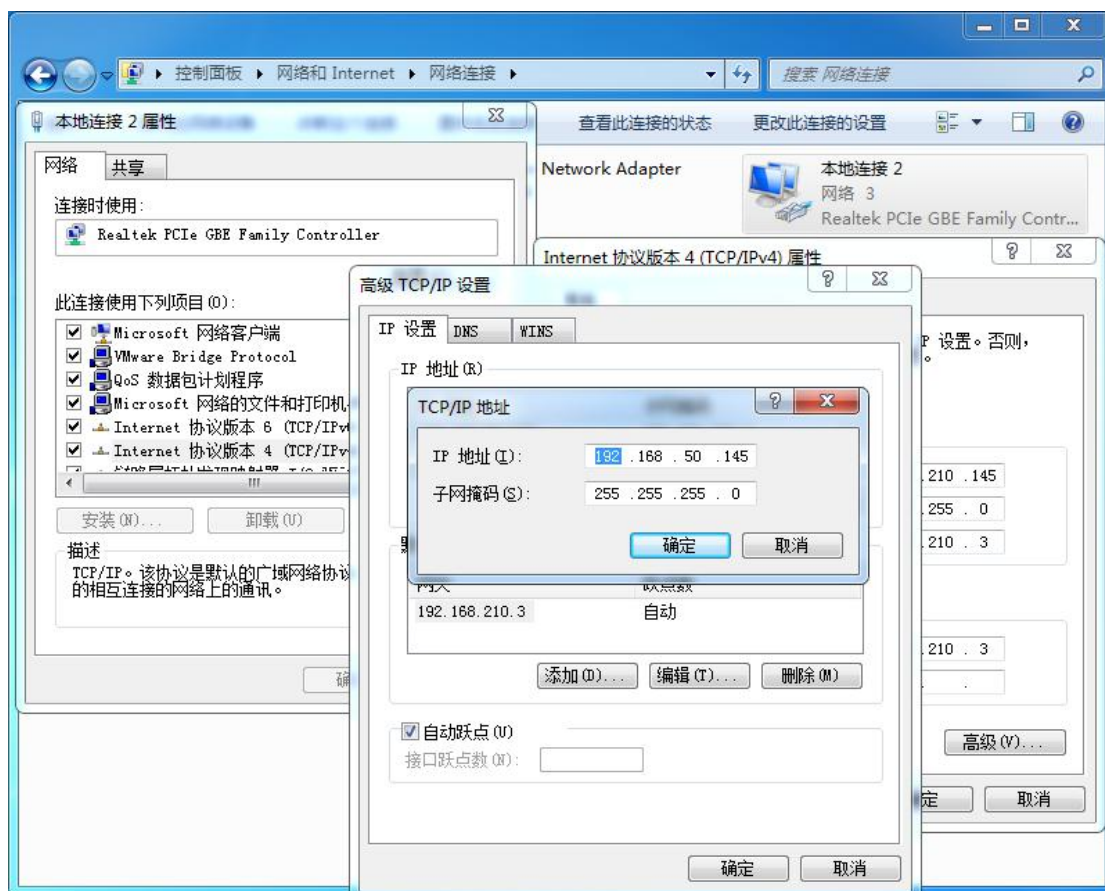 控制面板 ▸ 网络和 Internet ▸ 网络连接 ▸
搜索 网络连接
本地连接 2 属性
查看此连接的状态
更改此连接的设置
网络
共享
连接时使用:
Realtek PCIe GBE Family Controller
此连接使用下列项目(O):
Microsoft 网络客户端
VMware Bridge Protocol
QoS 数据包计划程序
Microsoft 网络的文件和打印机
Internet 协议版本 6 (TCP/IPv
Internet 协议版本 4 (TCP/IPv
安装(N)...
卸载(U)
描述
TCP/IP。该协议是默认的广域网络协议
的相互连接的网络上的通讯。
Network Adapter
本地连接 2
网络 3
Realtek PCIe GBE Family Contr...
Internet 协议版本 4 (TCP/IPv4) 属性
IP 设置。否则，
210 . 145
255 . 0
210 . 3
210 . 3
高级(V)...
取消
高级 TCP/IP 设置
IP 设置
DNS
WINS
IP 地址(R)
TCP/IP 地址
IP 地址(I): 192 .168 . 50 .145
子网掩码(S): 255 .255 .255 . 0
确定
取消
192.168.210.3 自动
添加(D)...
编辑(T)...
删除(M)
自动跃点(U)
接口跃点数(N):
确定
取消